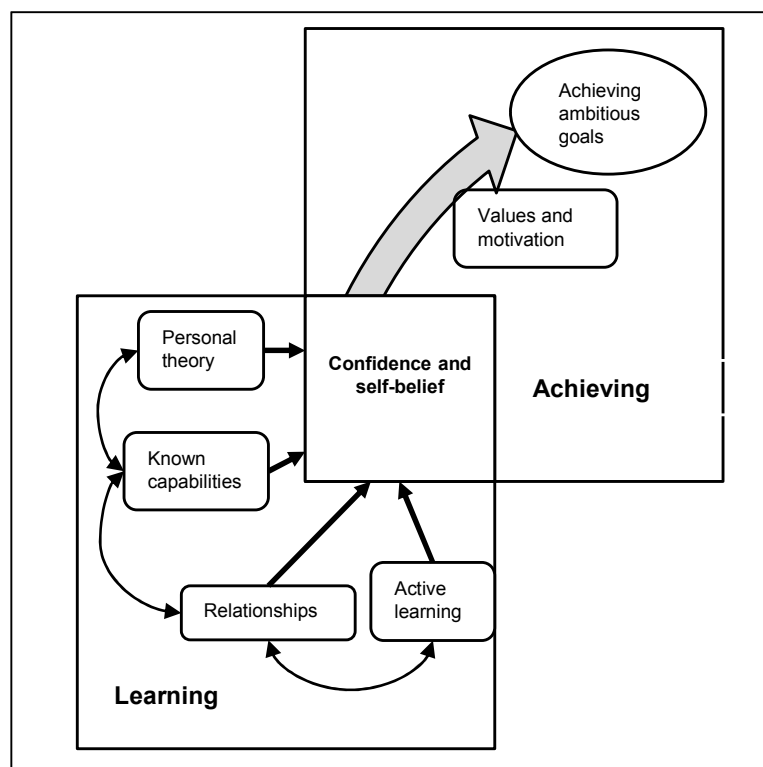 Achieving
ambitious
goals
Values and
motivation
Personal
theory
Confidence and
self-belief
Achieving
Known
capabilities
Relationships
Active
learning
Learning